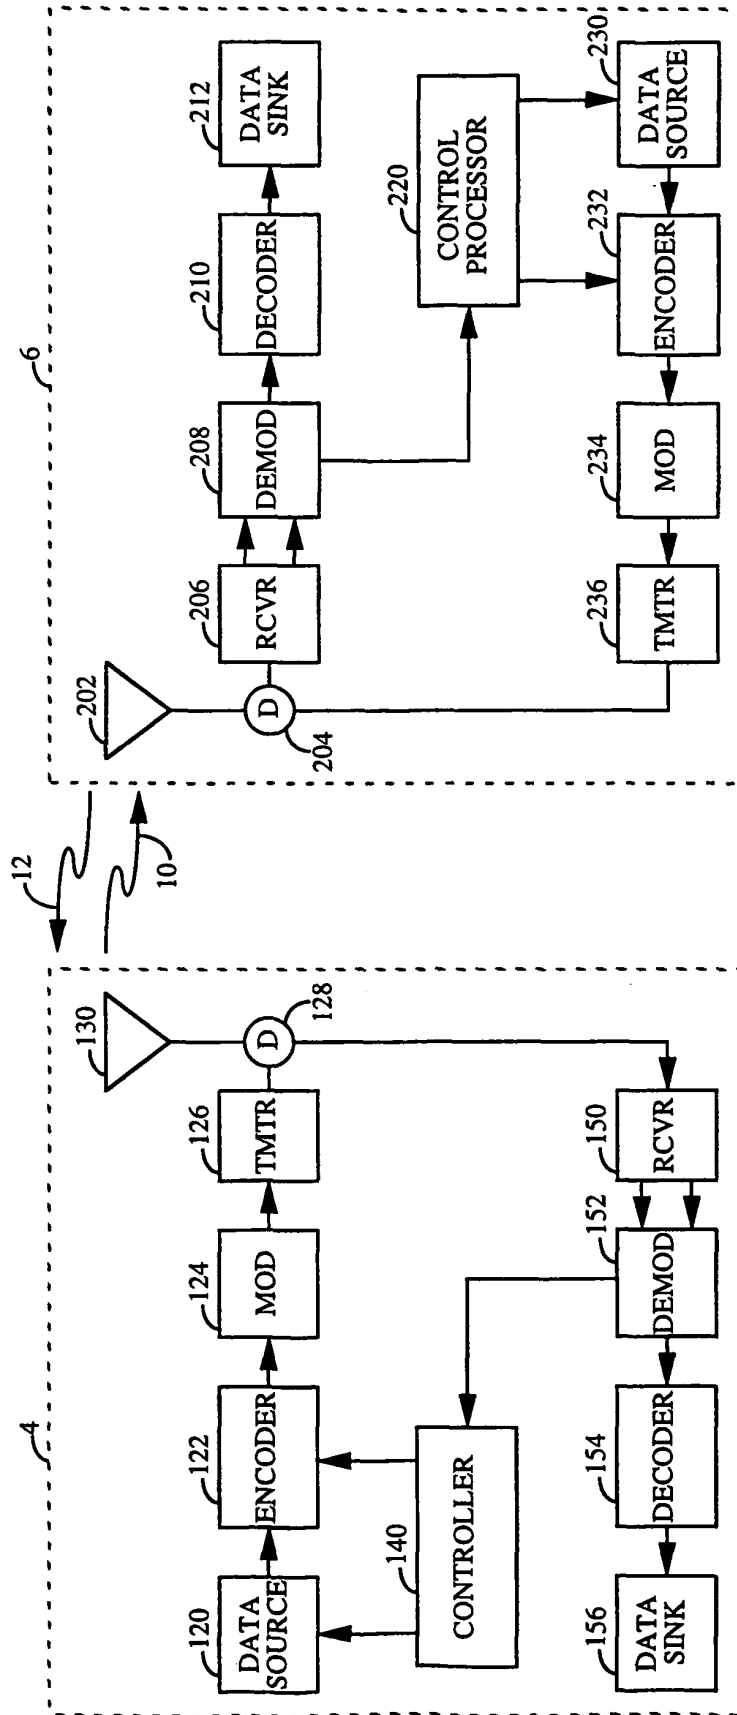 4
120
DATA
SOURCE
122
ENCODER
124
MOD
126
TMTR
130
D
128
140
CONTROLLER
150
RCVR
152
DEMOD
154
DECODER
156
DATA
SINK
12
10
6
202
D
204
206
RCVR
208
DEMOD
210
DECODER
212
DATA
SINK
220
CONTROL
PROCESSOR
230
DATA
SOURCE
232
ENCODER
234
MOD
236
TMTR